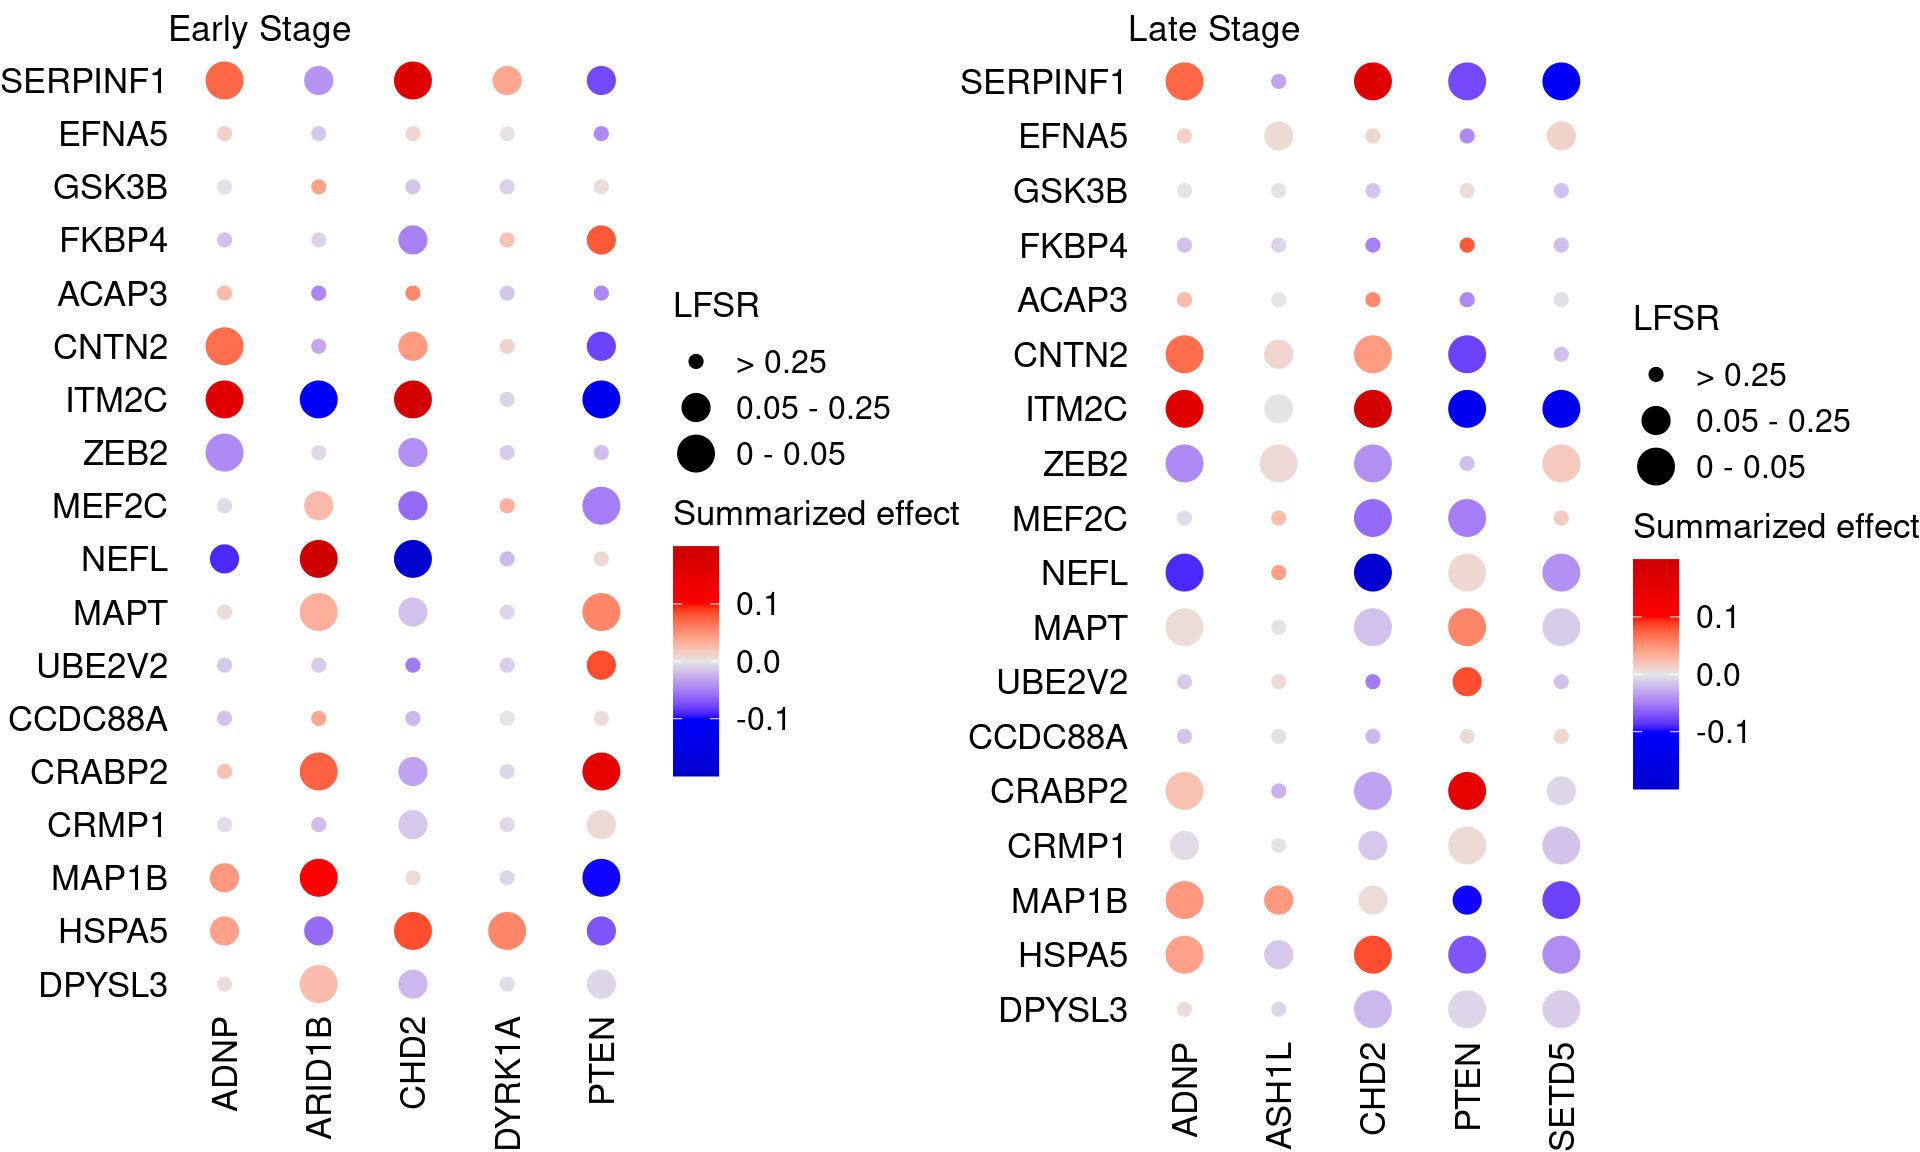 Early Stage
SERPINF1
EFNA5
GSK3B
FKBP4
ACAP3
CNTN2
ITM2C
ZEB2
MEF2C
NEFL
MAPT
UBE2V2
CCDC88A
CRABP2
CRMP1
MAP1B
HSPA5
DPYSL3
ADNP
ARID1B
CHD2
DYRK1A
PTEN
LFSR
> 0.25
0.05 - 0.25
0 - 0.05
Summarized effect
0.1
0.0
-0.1
Late Stage
SERPINF1
EFNA5
GSK3B
FKBP4
ACAP3
CNTN2
ITM2C
ZEB2
MEF2C
NEFL
MAPT
UBE2V2
CCDC88A
CRABP2
CRMP1
MAP1B
HSPA5
DPYSL3
ADNP
ASH1L
CHD2
PTEN
SETD5
LFSR
> 0.25
0.05 - 0.25
0 - 0.05
Summarized effect
0.1
0.0
-0.1